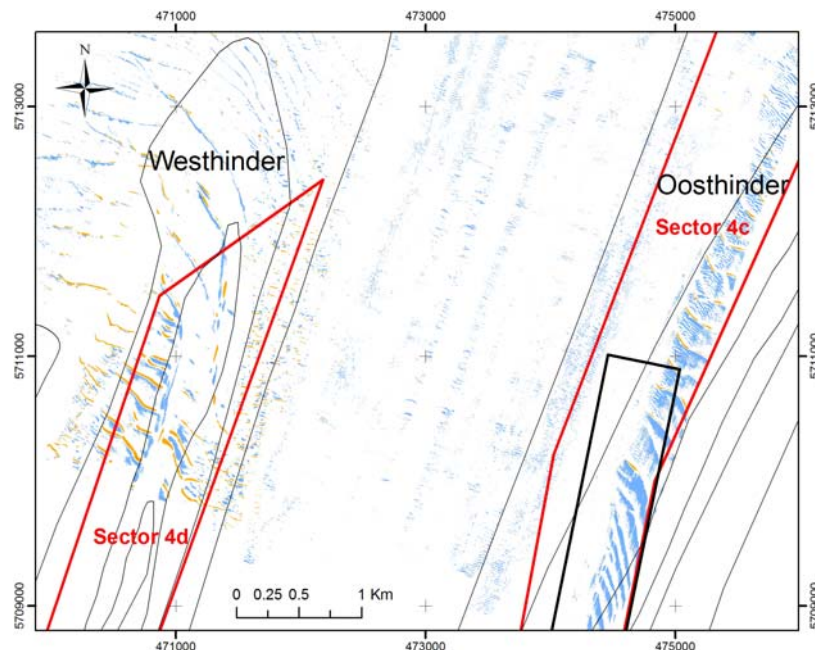 471000 473000 475000
N
5713000 5713000
Westhinder
Oosthinder
Sector 4c
5711000 5711000
Sector 4d
0 0.25 0.5 1 Km
5709000 5709000
471000 473000 475000